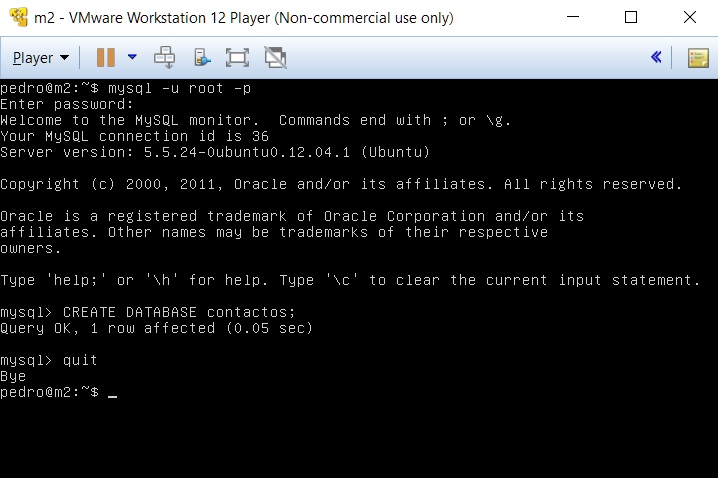 m2 - VMware Workstation 12 Player (Non-commercial use only)
Player
pedro@m2:~$ mysql -u root -p
Enter password:
Welcome to the MySQL monitor.  Commands end with ; or \g.
Your MySQL connection id is 36
Server version: 5.5.24-0ubuntu0.12.04.1 (Ubuntu)
Copyright (c) 2000, 2011, Oracle and/or its affiliates. All rights reserved.
Oracle is a registered trademark of Oracle Corporation and/or its
affiliates. Other names may be trademarks of their respective
owners.
Type 'help;' or '\h' for help. Type '\c' to clear the current input statement.
mysql> CREATE DATABASE contactos;
Query OK, 1 row affected (0.05 sec)
mysql> quit
Bye
pedro@m2:~$ _